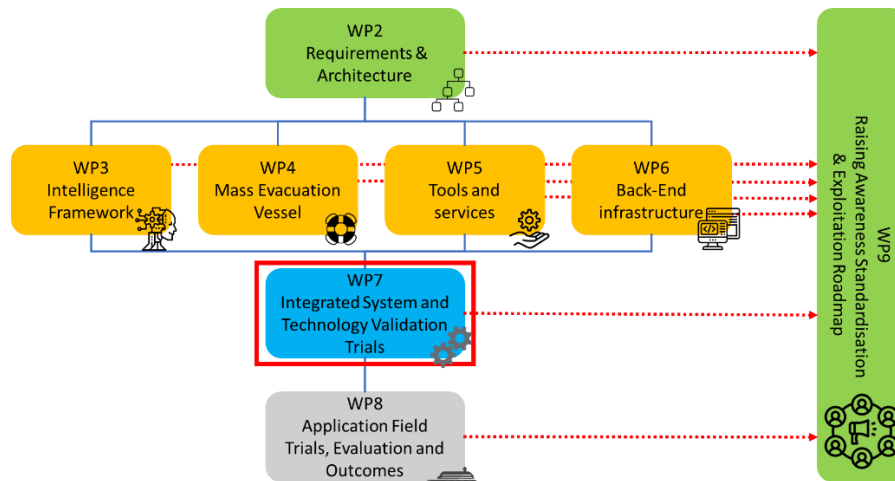 WP2
Requirements &
Architecture
WP3
Intelligence
Framework
WP4
Mass Evacuation
Vessel
WP5
Tools and
services
WP6
Back-End
infrastructure
WP7
Integrated System and
Technology Validation
Trials
WP8
Application Field
Trials, Evaluation and
Outcomes
WP9
Raising Awareness Standardisation
& Exploitation Roadmap